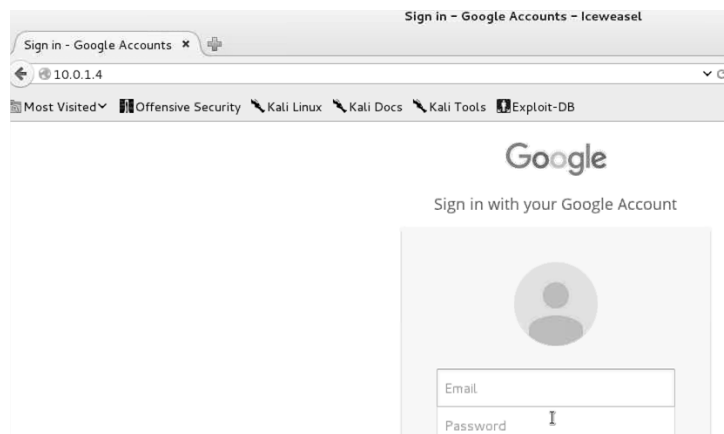 Sign in - Google Accounts - Iceweasel
Sign in - Google Accounts
10.0.1.4
Most Visited Offensive Security Kali Linux Kali Docs Kali Tools Exploit-DB
Google
Sign in with your Google Account
Email
Password